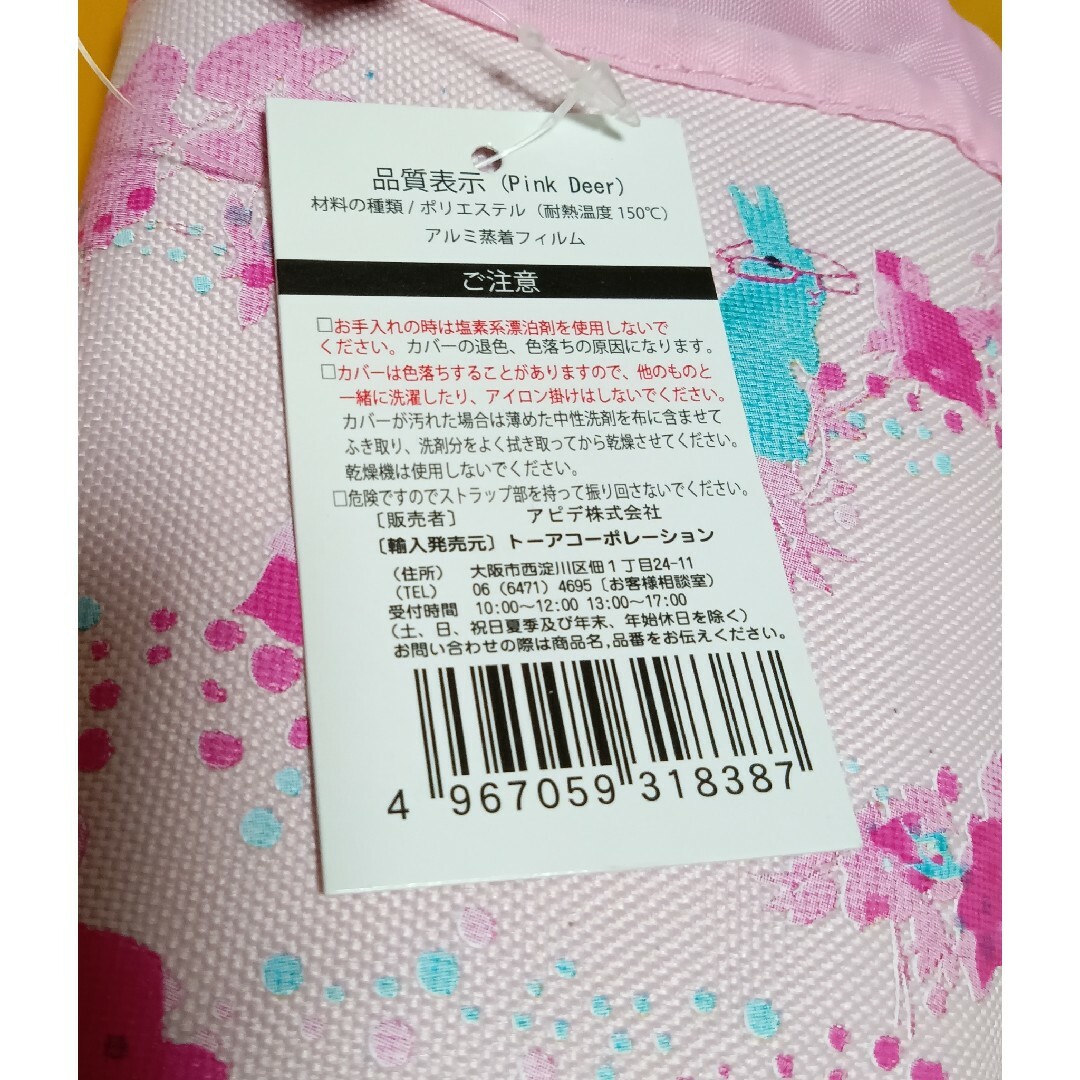 品質表示 (Pink Deer)
材料の種類 / ポリエステル (耐熱温度 150℃)
アルミ蒸着フィルム
ご注意
□お手入れの時は塩素系漂泊剤を使用しないで
ください。カバーの退色、色落ちの原因になります。
□カバーは色落ちすることがありますので、他のものと
一緒に洗濯したり、アイロン掛けはしないでください。
カバーが汚れた場合は薄めた中性洗剤を布に含ませて
ふき取り、洗剤分をよく拭き取ってから乾燥させてください。
乾燥機は使用しないでください。
□危険ですのでストラップ部を持って振り回さないでください。
〔販売者〕 アピデ株式会社
〔輸入発売元〕トーアコーポレーション
(住所) 大阪市西淀川区佃1丁目24-11
(TEL) 06 (6471) 4695〔お客様相談室〕
受付時間 10:00〜12:00 13:00〜17:00
(土、日、祝日夏季及び年末、年始休日を除く)
お問い合わせの際は商品名,品番をお伝えください。
4 967059 318387